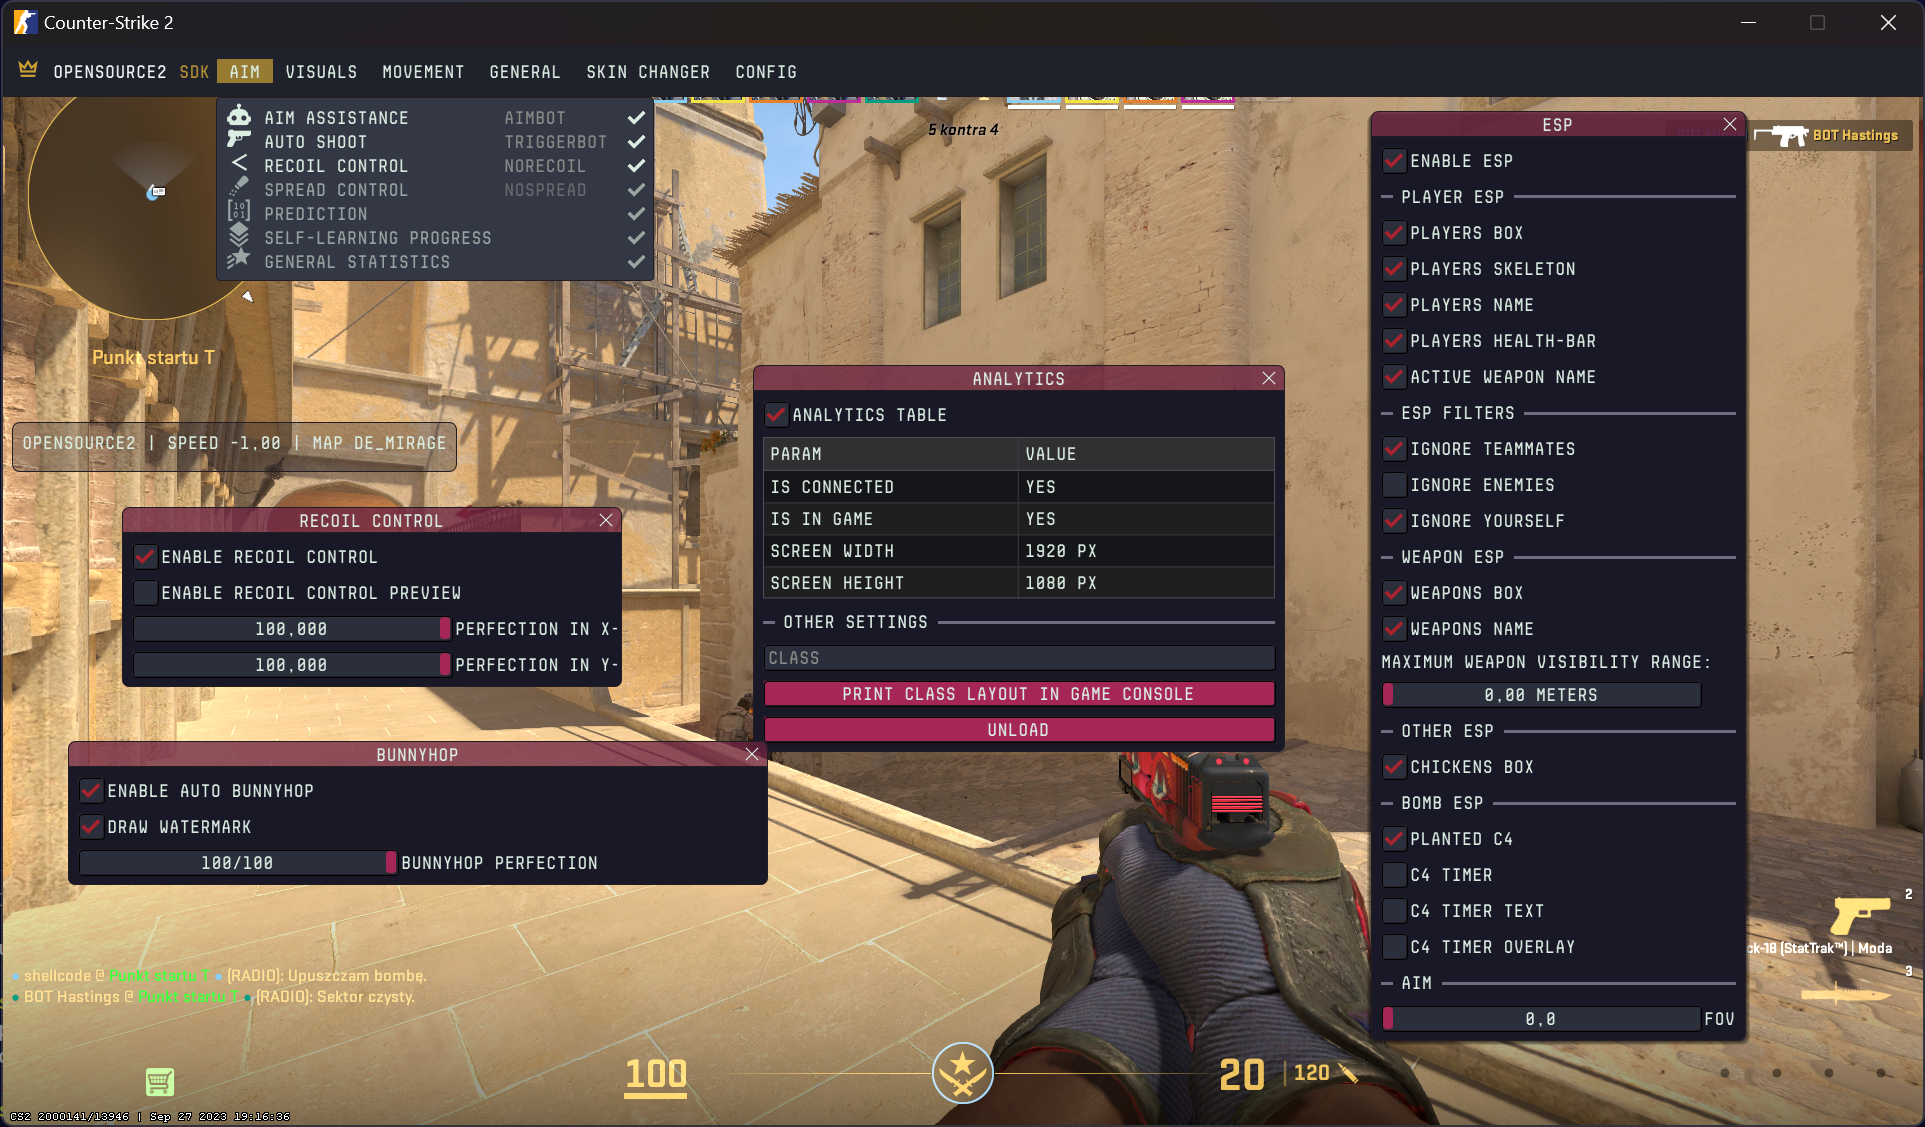 Counter-Strike 2
OPENSOURCE2 SDK AIM VISUALS MOVEMENT GENERAL SKIN CHANGER CONFIG
AIM ASSISTANCE AIMBOT
AUTO SHOOT TRIGGERBOT
RECOIL CONTROL NORECOIL
SPREAD CONTROL NOSPREAD
PREDICTION
SELF-LEARNING PROGRESS
GENERAL STATISTICS
5 kontra 4
BOT Hastings
Punkt startu T
OPENSOURCE2 | SPEED -1,00 | MAP DE_MIRAGE
RECOIL CONTROL
ENABLE RECOIL CONTROL
ENABLE RECOIL CONTROL PREVIEW
100,000 PERFECTION IN X-
100,000 PERFECTION IN Y-
BUNNYHOP
ENABLE AUTO BUNNYHOP
DRAW WATERMARK
100/100 BUNNYHOP PERFECTION
ANALYTICS
ANALYTICS TABLE
PARAM VALUE
IS CONNECTED YES
IS IN GAME YES
SCREEN WIDTH 1920 PX
SCREEN HEIGHT 1080 PX
OTHER SETTINGS
CLASS
PRINT CLASS LAYOUT IN GAME CONSOLE
UNLOAD
ESP
ENABLE ESP
PLAYER ESP
PLAYERS BOX
PLAYERS SKELETON
PLAYERS NAME
PLAYERS HEALTH-BAR
ACTIVE WEAPON NAME
ESP FILTERS
IGNORE TEAMMATES
IGNORE ENEMIES
IGNORE YOURSELF
WEAPON ESP
WEAPONS BOX
WEAPONS NAME
MAXIMUM WEAPON VISIBILITY RANGE:
0,00 METERS
OTHER ESP
CHICKENS BOX
BOMB ESP
PLANTED C4
C4 TIMER
C4 TIMER TEXT
C4 TIMER OVERLAY
AIM
0,0 FOV
2
ck-18 (StatTrak™) | Moda
3
shellcode @ Punkt startu T • (RADIO): Upuszczam bombę.
BOT Hastings @ Punkt startu T • (RADIO): Sektor czysty.
100
20 | 120
CS2 2000141/13946 | Sep 27 2023 19:16:36